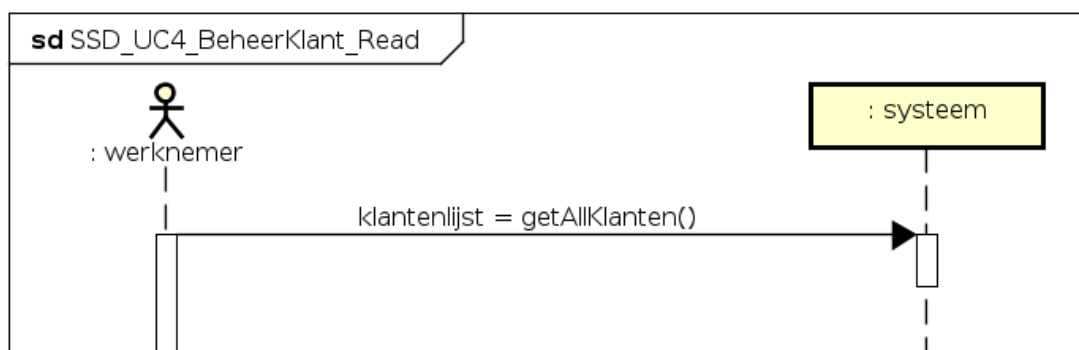 sd SSD_UC4_BeheerKlant_Read
: werknemer
: systeem
klantenlijst = getAllKlanten()